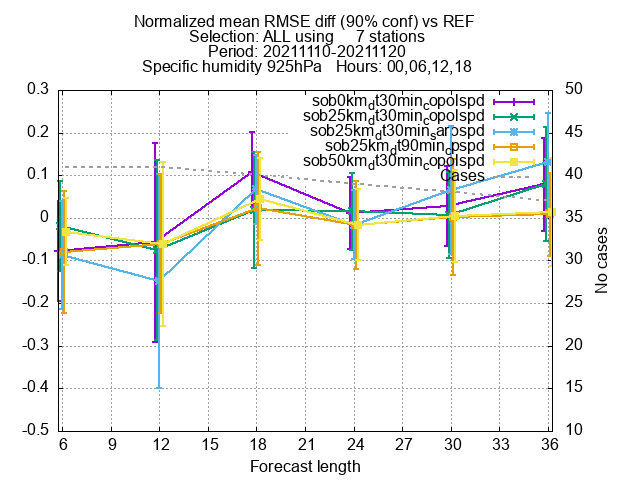 Normalized mean RMSE diff (90% conf) vs REF
Selection: ALL using 7 stations
Period: 20211110-20211120
Specific humidity 925hPa Hours: 00,06,12,18
sob0km_dt30min_copolspd
sob25km_dt30min_copolspd
sob25km_dt30min_sarspd
sob25km_dt90min_cpspd
sob50km_dt30min_copolspd
Cases
0.3
0.2
0.1
0
-0.1
-0.2
-0.3
-0.4
-0.5
50
45
40
35
30
25
20
15
10
No cases
6 9 12 15 18 21 24 27 30 33 36
Forecast length